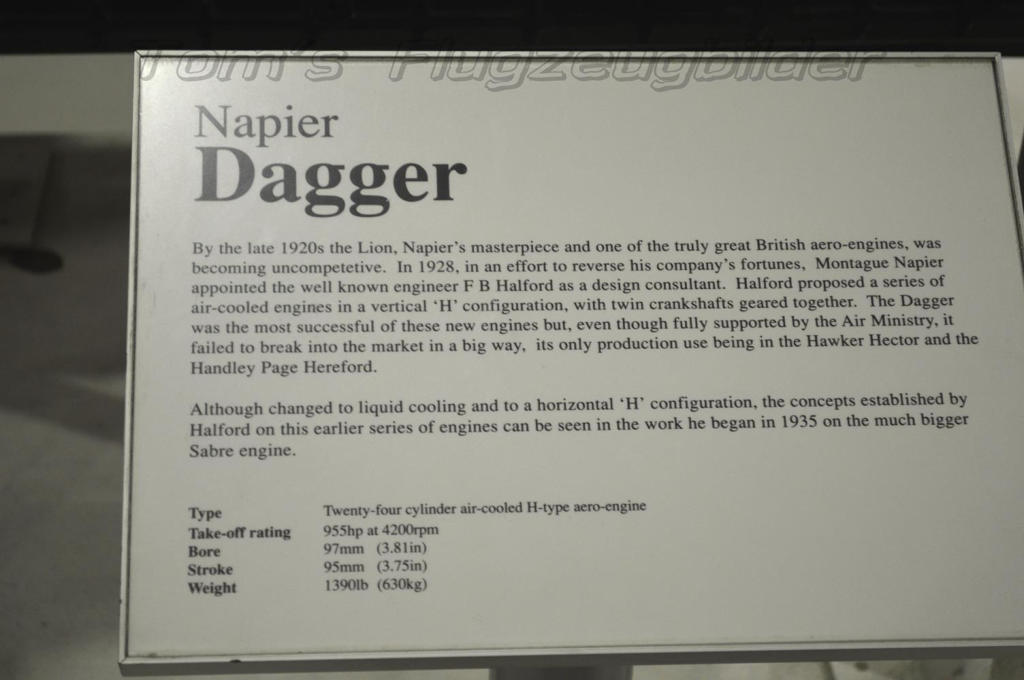 Tom's Flugzeugbilder
Napier
Dagger
By the late 1920s the Lion, Napier's masterpiece and one of the truly great British aero-engines, was
becoming uncompetetive. In 1928, in an effort to reverse his company's fortunes, Montague Napier
appointed the well known engineer F B Halford as a design consultant. Halford proposed a series of
air-cooled engines in a vertical 'H' configuration, with twin crankshafts geared together. The Dagger
was the most successful of these new engines but, even though fully supported by the Air Ministry, it
failed to break into the market in a big way, its only production use being in the Hawker Hector and the
Handley Page Hereford.
Although changed to liquid cooling and to a horizontal 'H' configuration, the concepts established by
Halford on this earlier series of engines can be seen in the work he began in 1935 on the much bigger
Sabre engine.
Type Twenty-four cylinder air-cooled H-type aero-engine
Take-off rating 955hp at 4200rpm
Bore 97mm (3.81in)
Stroke 95mm (3.75in)
Weight 1390lb (630kg)